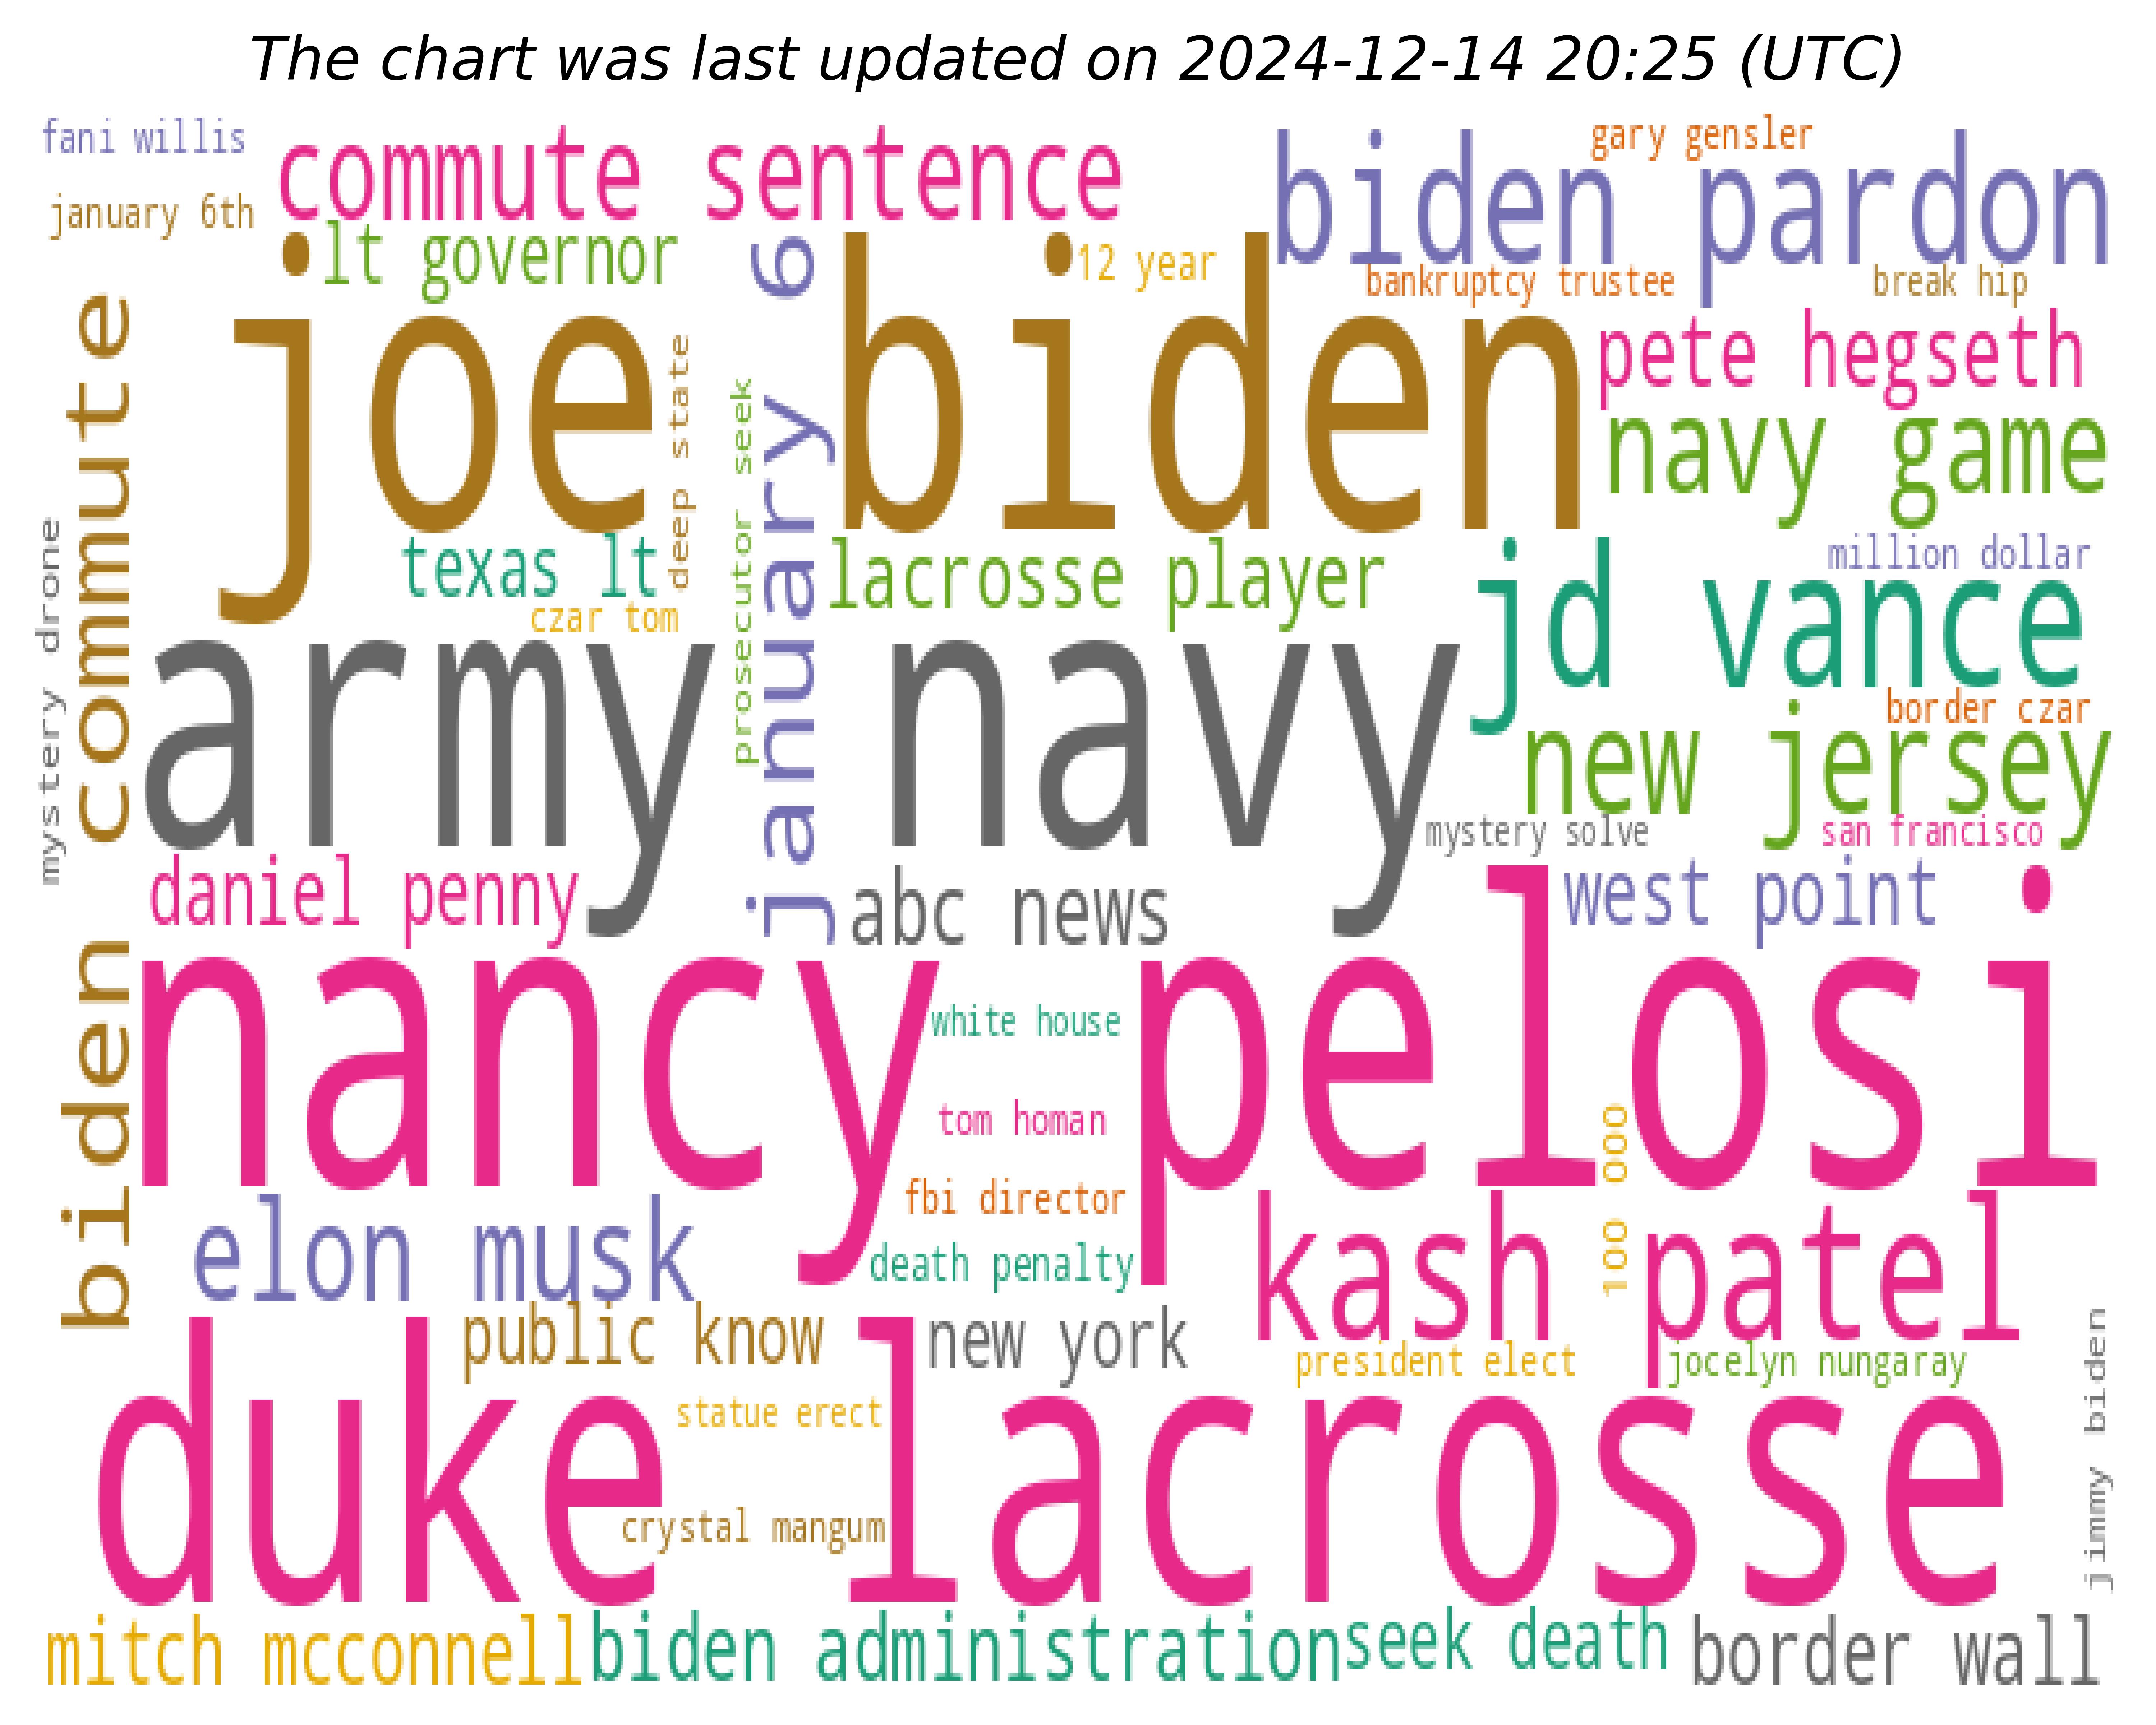 The chart was last updated on 2024-12-14 20:25 (UTC)
fani willis
commute sentence
gary gensler
biden pardon
january 6th
lt governor
12 year
bankruptcy trustee
break hip
joe biden
pete hegseth
deep state
prosecutor seek
january 6
navy game
biden commute
mystery drone
texas lt
lacrosse player
million dollar
jd vance
czar tom
army navy
border czar
new jersey
mystery solve
san francisco
daniel penny
abc news
west point
nancy pelosi
white house
tom homan
100 000
fbi director
elon musk
death penalty
kash patel
public know
new york
president elect
jocelyn nungaray
jimmy biden
statue erect
duke lacrosse
crystal mangum
mitch mcconnell
biden administration
seek death
border wall